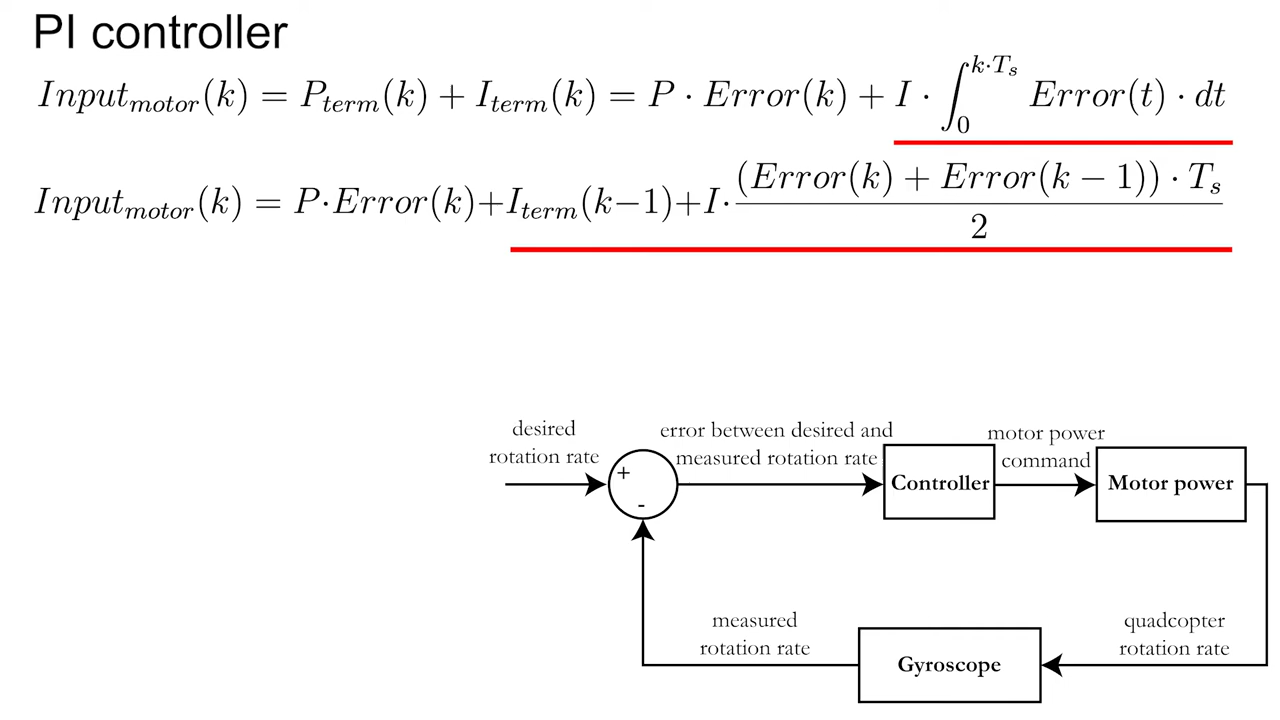 PI controller
Input_motor(k) = P_term(k) + I_term(k) = P · Error(k) + I · ∫_0^{k·T_s} Error(t) · dt
Input_motor(k) = P·Error(k)+I_term(k−1)+I· (Error(k) + Error(k − 1)) · T_s / 2
desired
rotation rate
+
-
error between desired and
measured rotation rate
Controller
motor power
command
Motor power
measured
rotation rate
Gyroscope
quadcopter
rotation rate